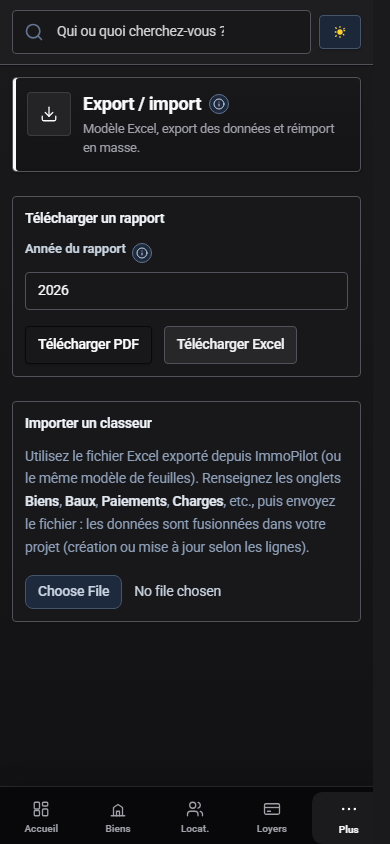 Qui ou quoi cherchez-vous ?
Export / import
Modèle Excel, export des données et réimport
en masse.
Télécharger un rapport
Année du rapport
2026
Télécharger PDF
Télécharger Excel
Importer un classeur
Utilisez le fichier Excel exporté depuis ImmoPilot (ou
le même modèle de feuilles). Renseignez les onglets
Biens, Baux, Paiements, Charges, etc., puis envoyez
le fichier : les données sont fusionnées dans votre
projet (création ou mise à jour selon les lignes).
Choose File No file chosen
Accueil
Biens
Locat.
Loyers
Plus